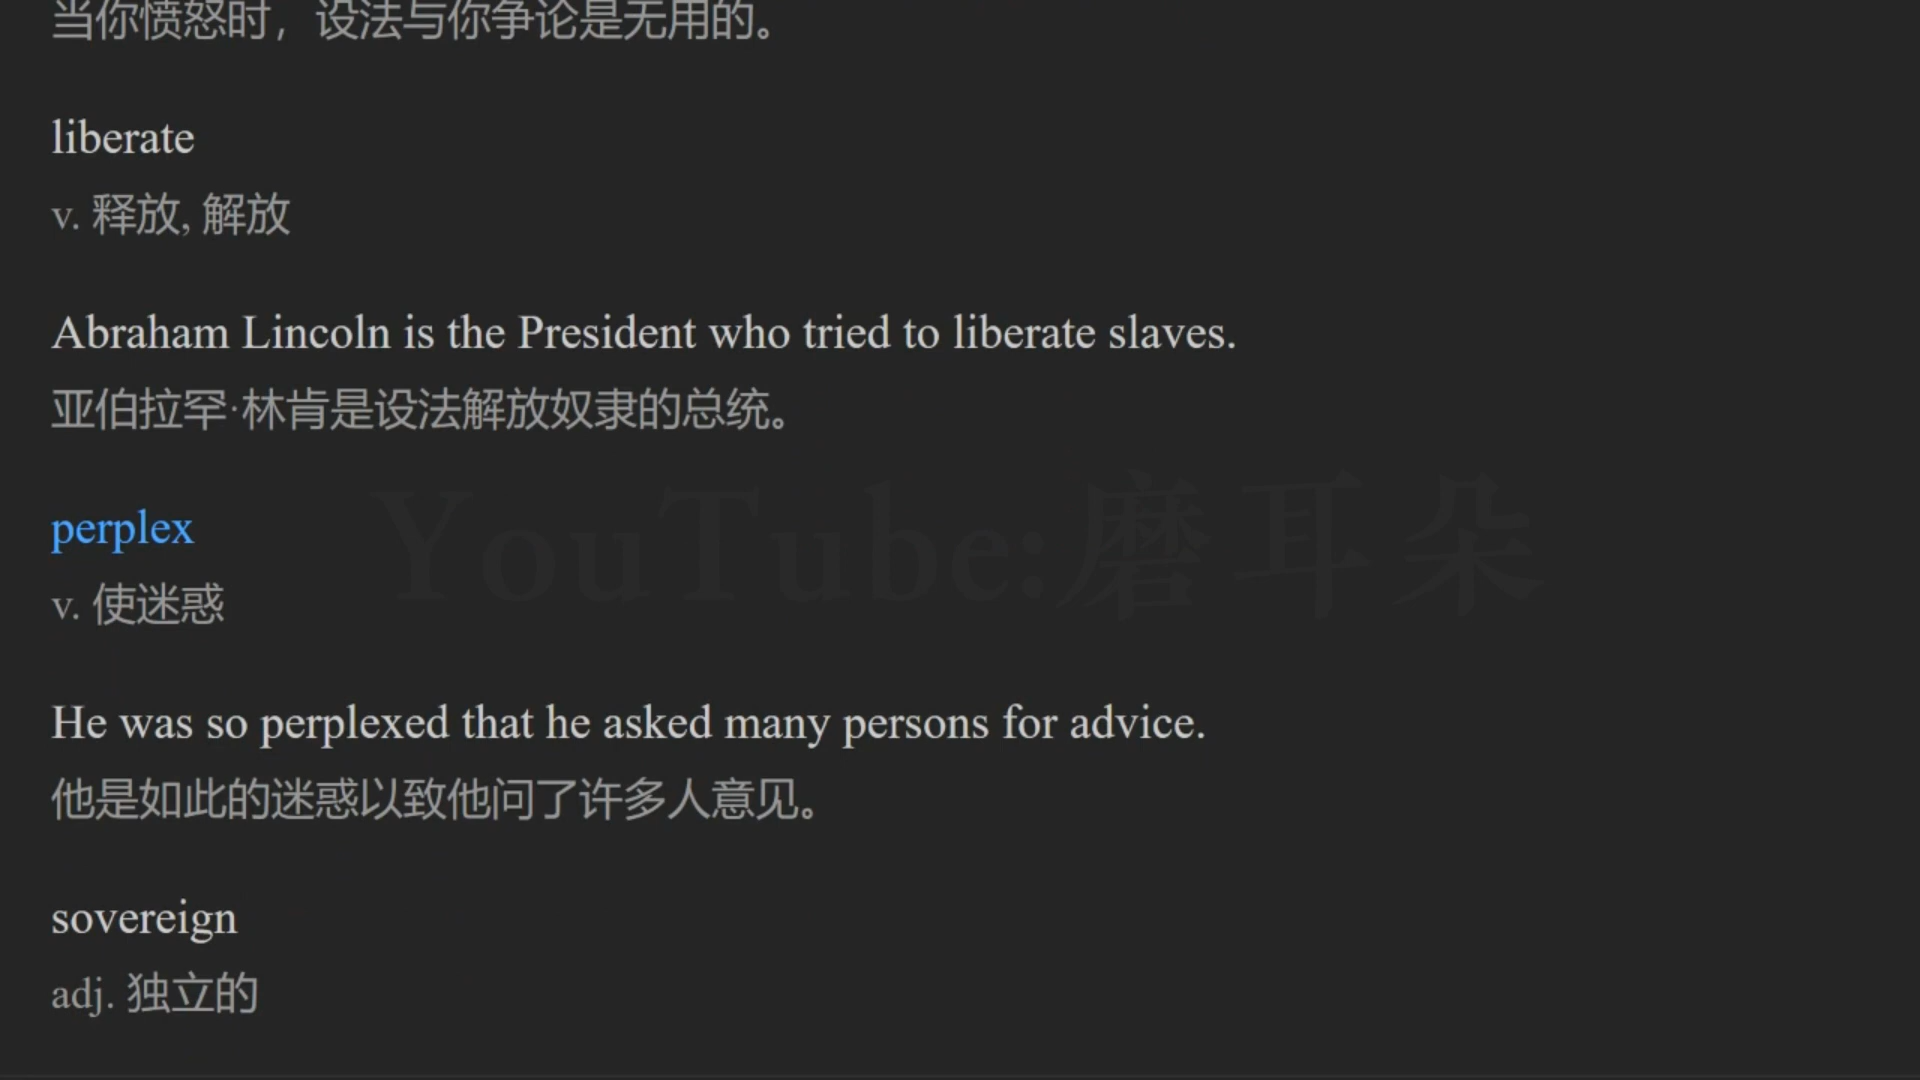 当你愤怒时，设法与你争论是无用的。
liberate
v. 释放, 解放
Abraham Lincoln is the President who tried to liberate slaves.
亚伯拉罕·林肯是设法解放奴隶的总统。
YouTube:磨耳朵
perplex
v. 使迷惑
He was so perplexed that he asked many persons for advice.
他是如此的迷惑以致他问了许多人意见。
sovereign
adj. 独立的